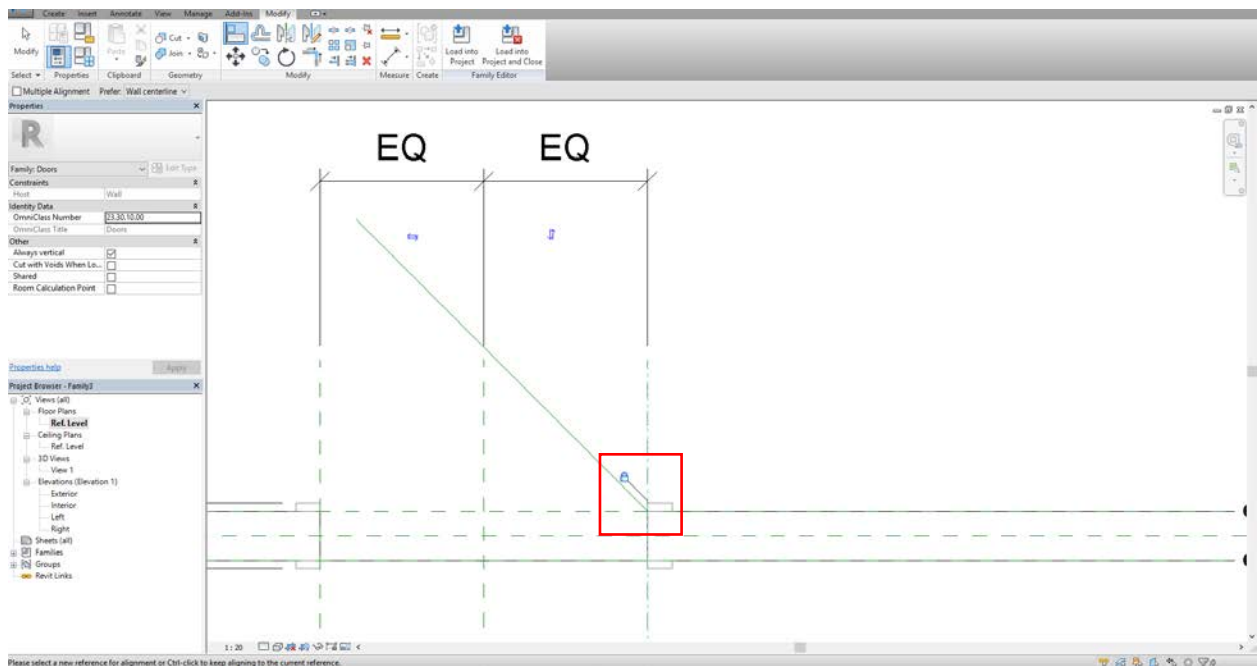 Create Insert Annotate View Manage Add-Ins Modify
Modify
Paste
Cut
Join
Load into Project
Load into Project and Close
Select Properties Clipboard Geometry Modify Measure Create Family Editor
Multiple Alignment Prefer: Wall centerline
Properties
R
Family: Doors
Edit Type
Constraints
Host Wall
Identity Data
OmniClass Number 23.30.10.00
OmniClass Title Doors
Other
Always vertical
Cut with Voids When Lo...
Shared
Room Calculation Point
Properties help
Apply
Project Browser - Family3
Views (all)
Floor Plans
Ref. Level
Ceiling Plans
Ref. Level
3D Views
View 1
Elevations (Elevation 1)
Exterior
Interior
Left
Right
Sheets (all)
Families
Groups
Revit Links
EQ EQ
1 : 20
Please select a new reference for alignment or Ctrl-click to keep aligning to the current reference.
:0